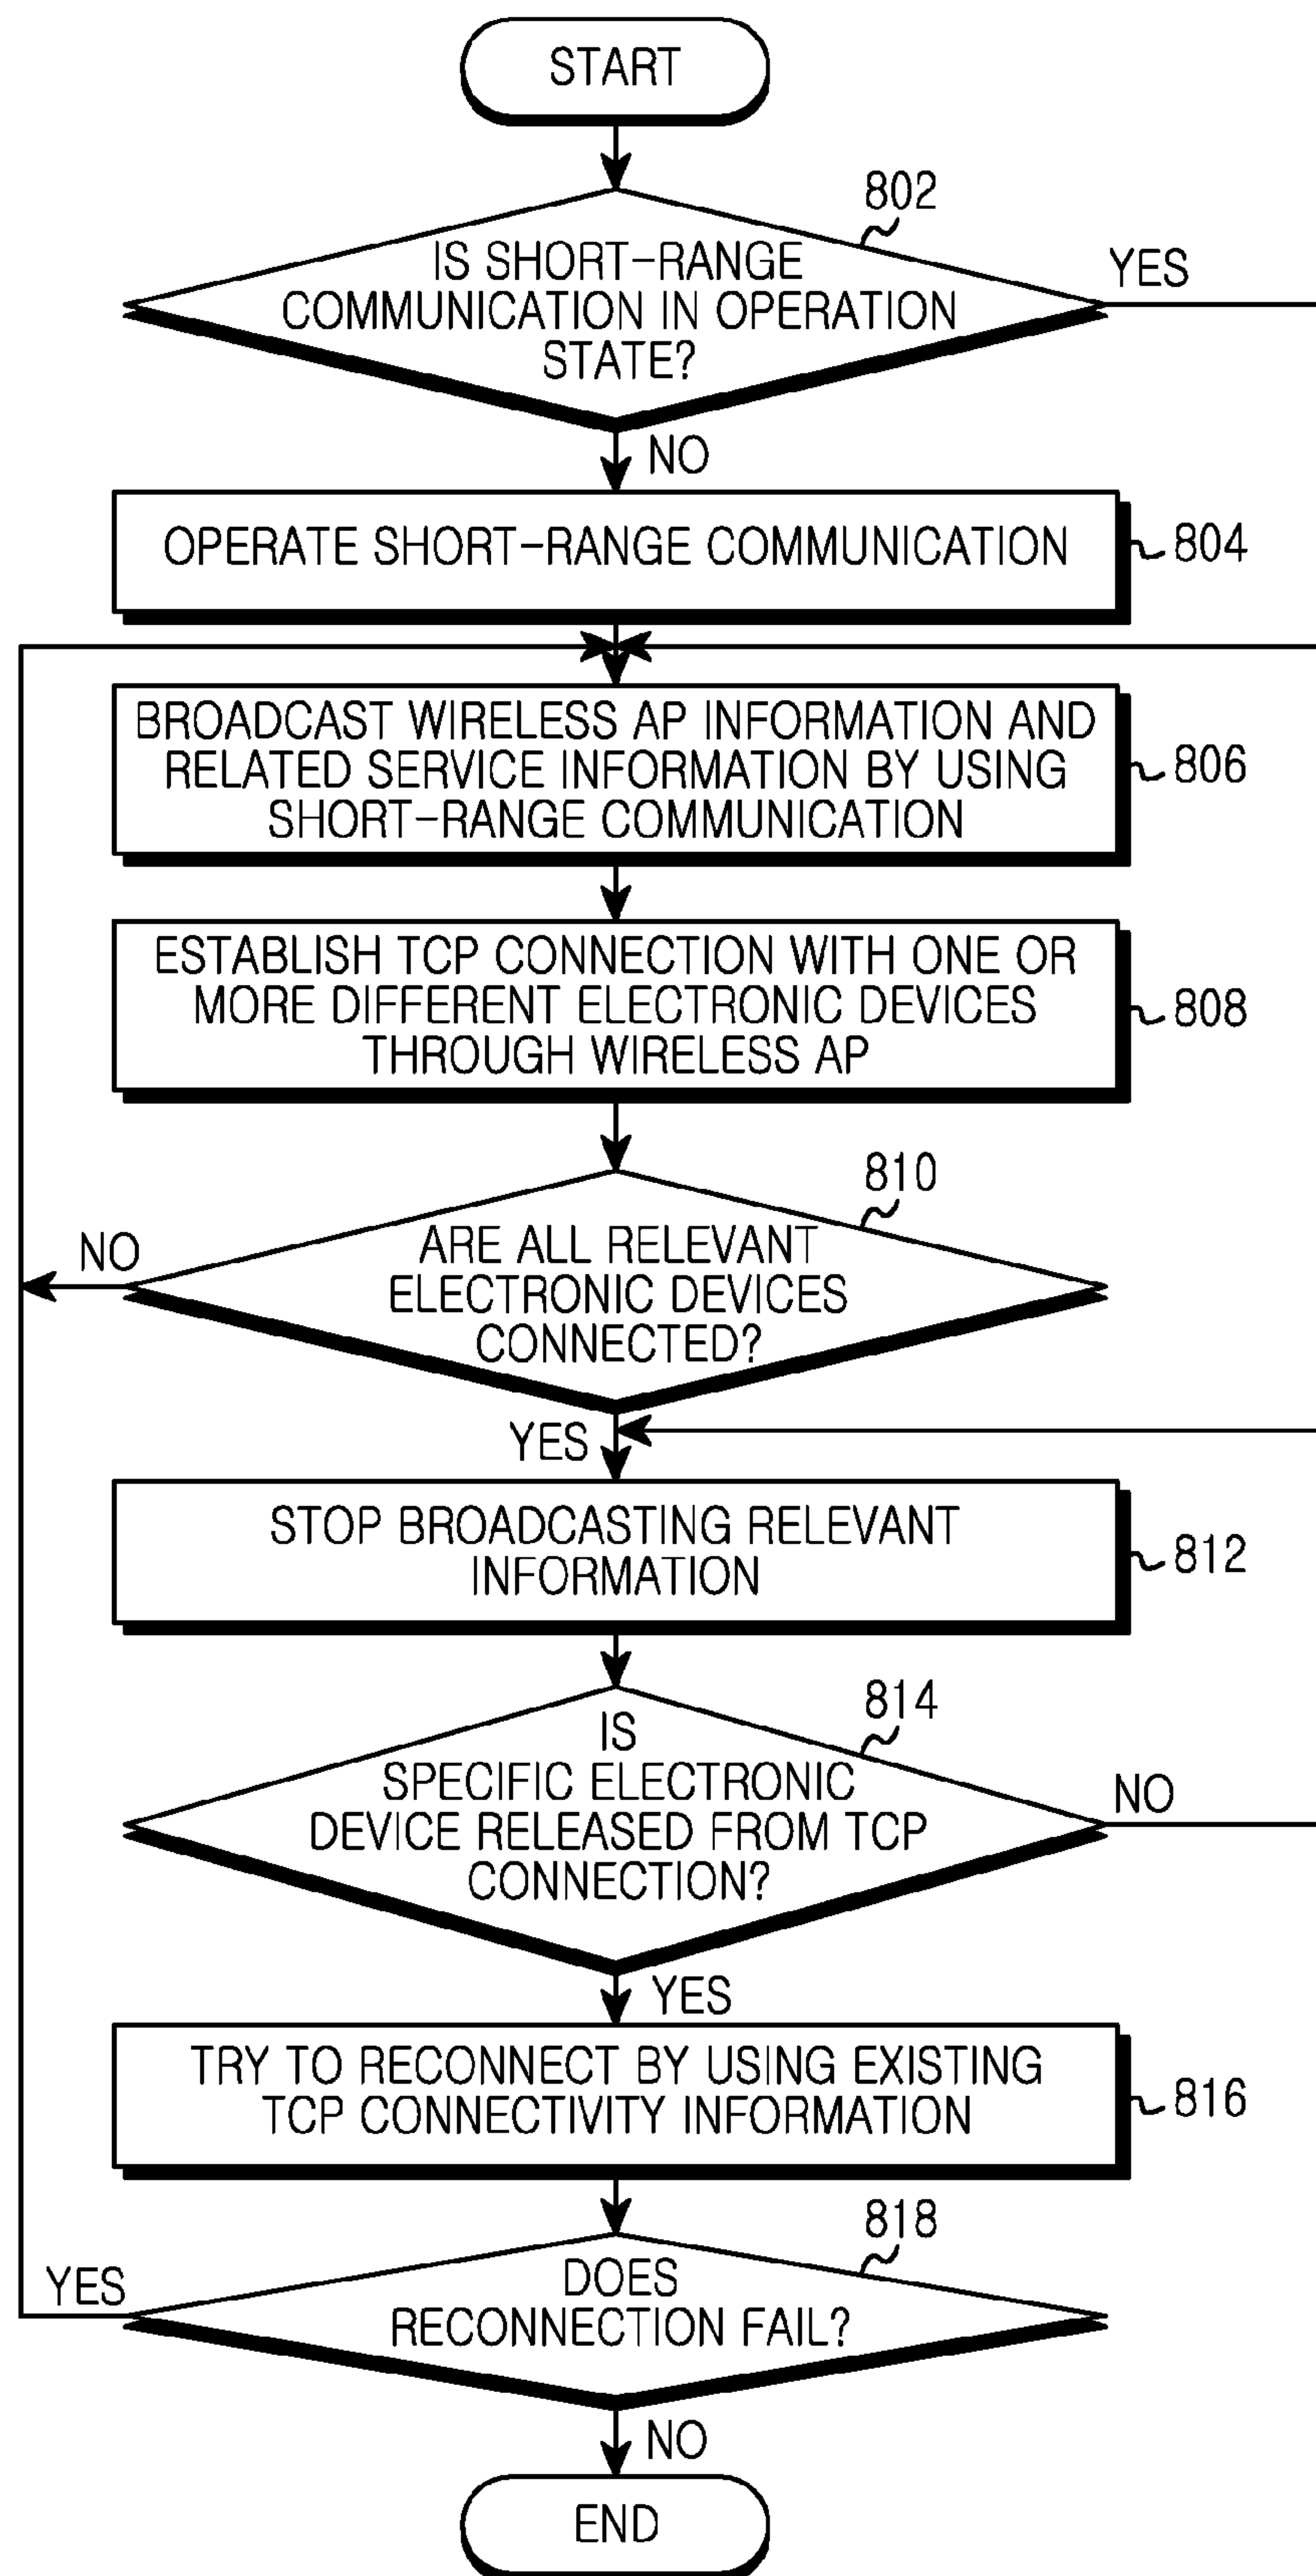 START
802
IS SHORT-RANGE
COMMUNICATION IN OPERATION
STATE?
YES
NO
OPERATE SHORT-RANGE COMMUNICATION
804
BROADCAST WIRELESS AP INFORMATION AND
RELATED SERVICE INFORMATION BY USING
SHORT-RANGE COMMUNICATION
806
ESTABLISH TCP CONNECTION WITH ONE OR
MORE DIFFERENT ELECTRONIC DEVICES
THROUGH WIRELESS AP
808
810
ARE ALL RELEVANT
ELECTRONIC DEVICES
CONNECTED?
NO
YES
STOP BROADCASTING RELEVANT
INFORMATION
812
814
IS
SPECIFIC ELECTRONIC
DEVICE RELEASED FROM TCP
CONNECTION?
NO
YES
TRY TO RECONNECT BY USING EXISTING
TCP CONNECTIVITY INFORMATION
816
818
DOES
RECONNECTION FAIL?
YES
NO
END